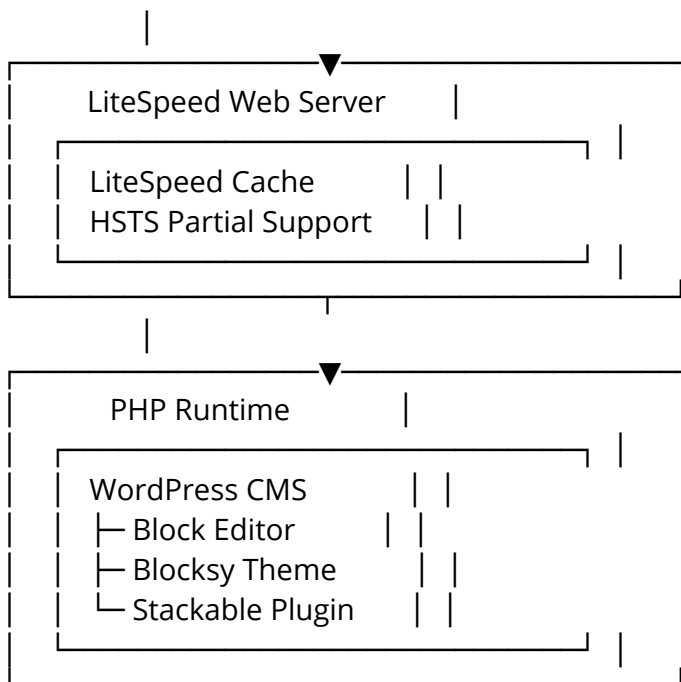 LiteSpeed Web Server
LiteSpeed Cache
HSTS Partial Support
PHP Runtime
WordPress CMS
├─ Block Editor
├─ Blocksy Theme
└─ Stackable Plugin